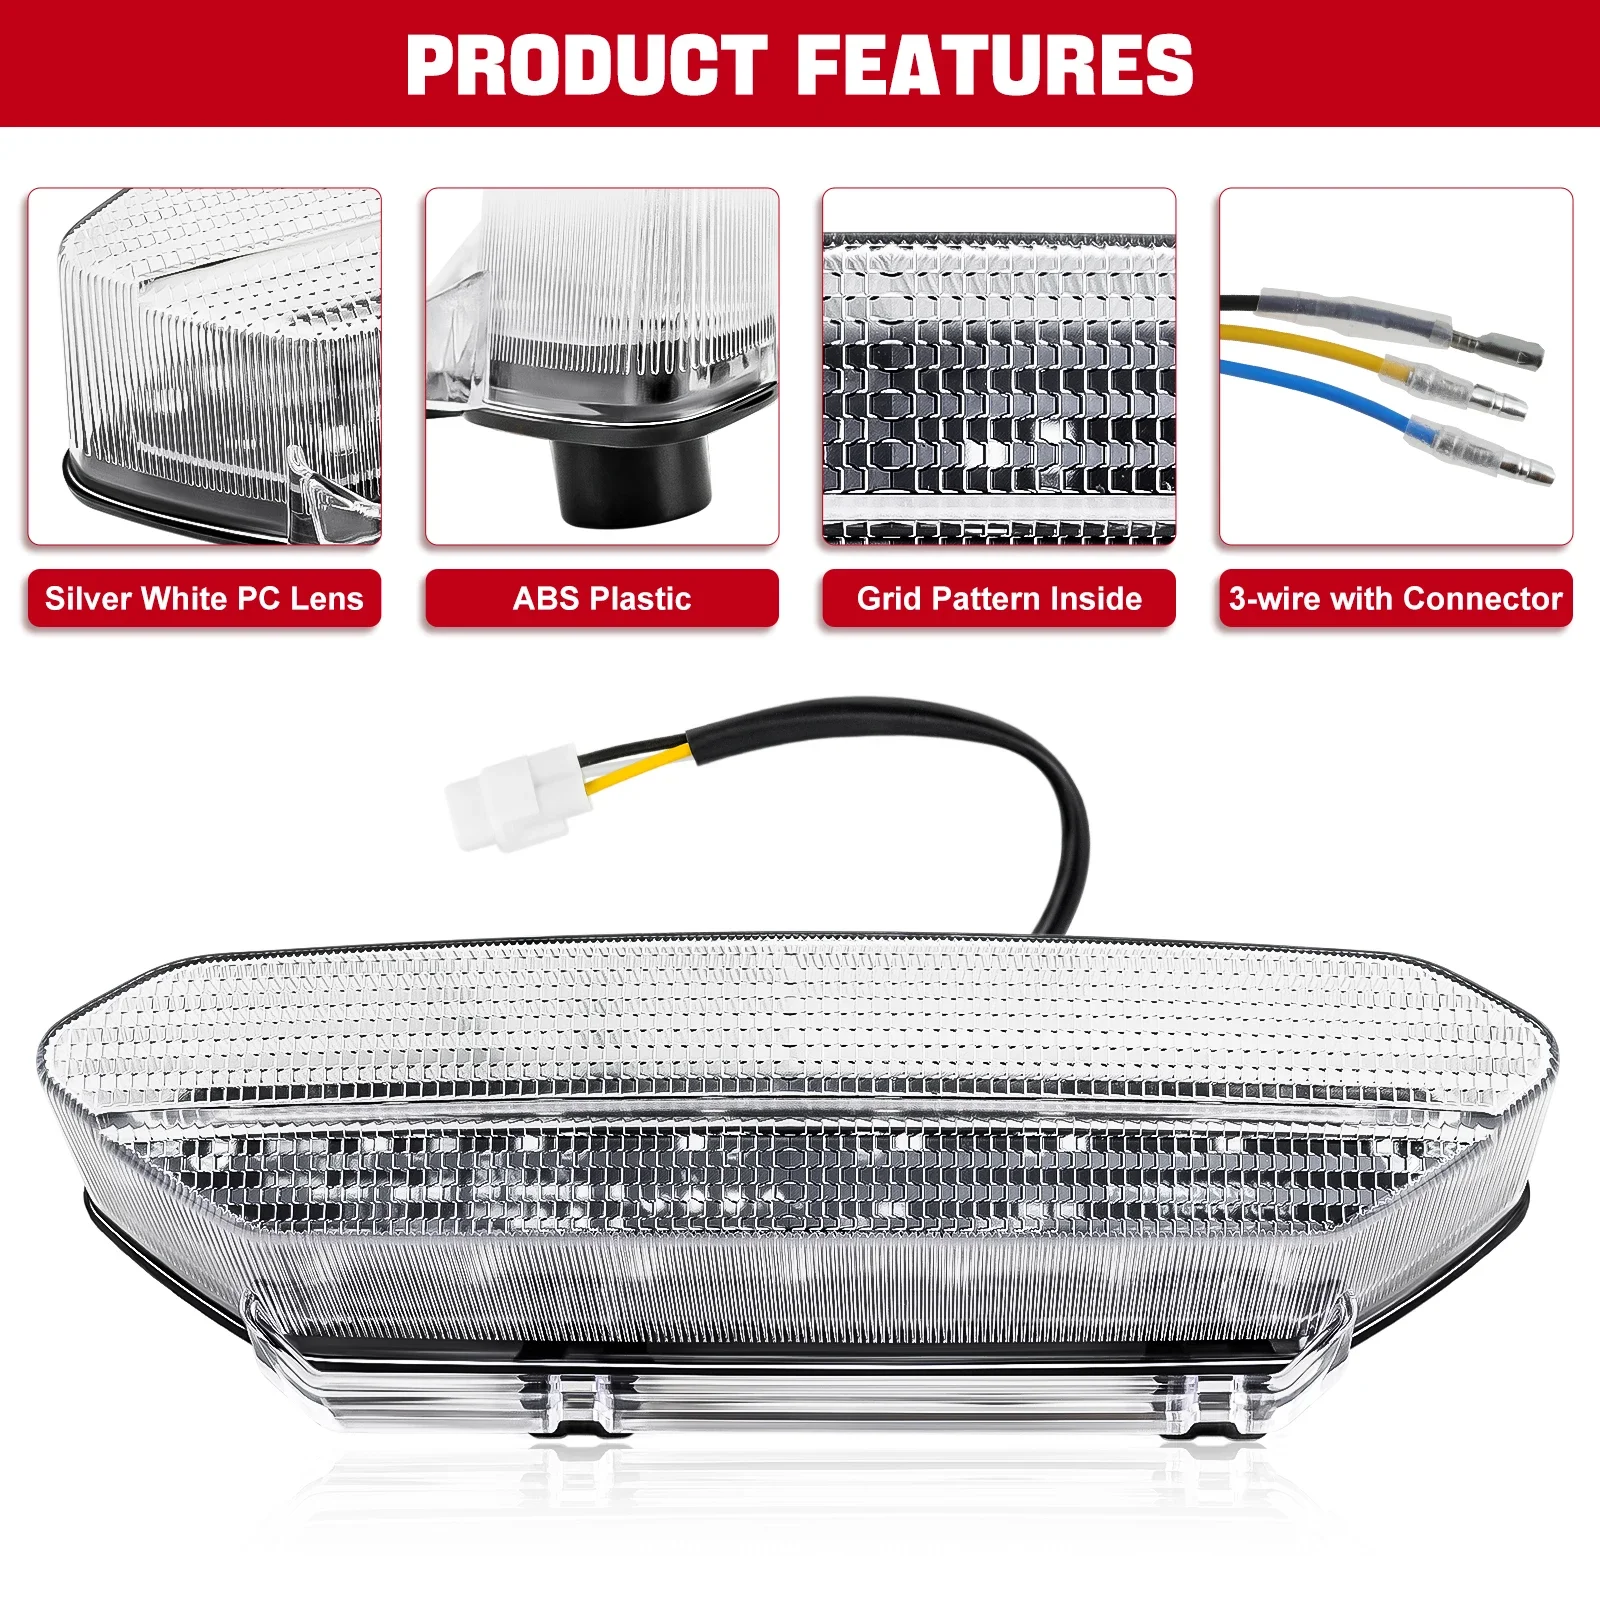 PRODUCT FEATURES
Silver White PC Lens
ABS Plastic
Grid Pattern Inside
3-wire with Connector